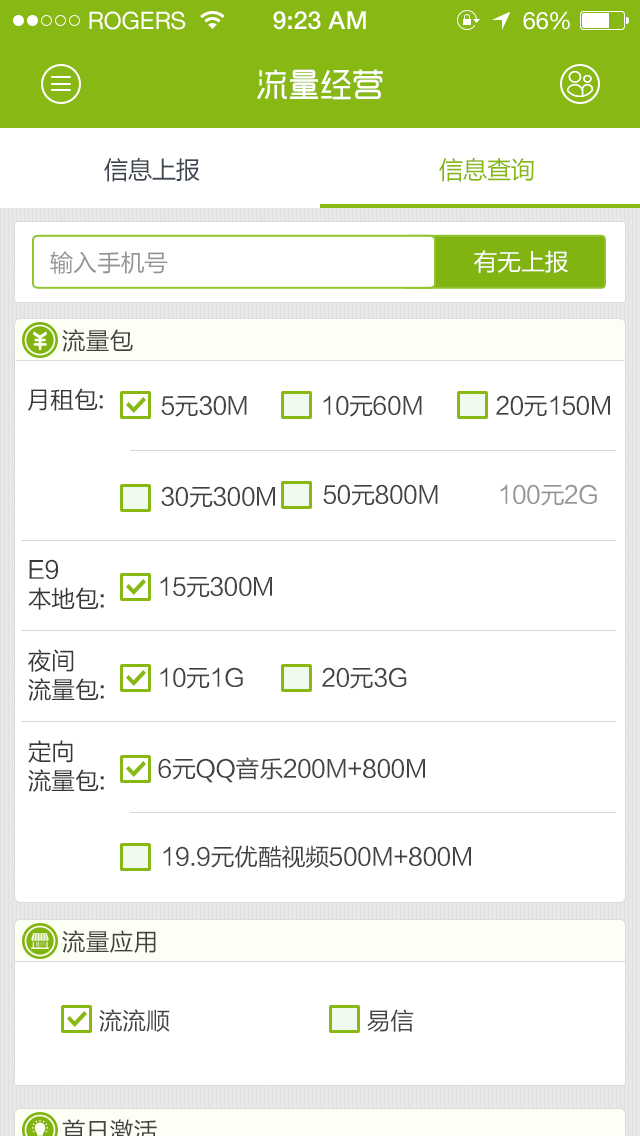 ROGERS 9:23 AM 66%
流量经营
信息上报 信息查询
输入手机号 有无上报
流量包
月租包: 5元30M 10元60M 20元150M
30元300M 50元800M 100元2G
E9
本地包: 15元300M
夜间
流量包: 10元1G 20元3G
定向
流量包: 6元QQ音乐200M+800M
19.9元优酷视频500M+800M
流量应用
流流顺 易信
首日激活